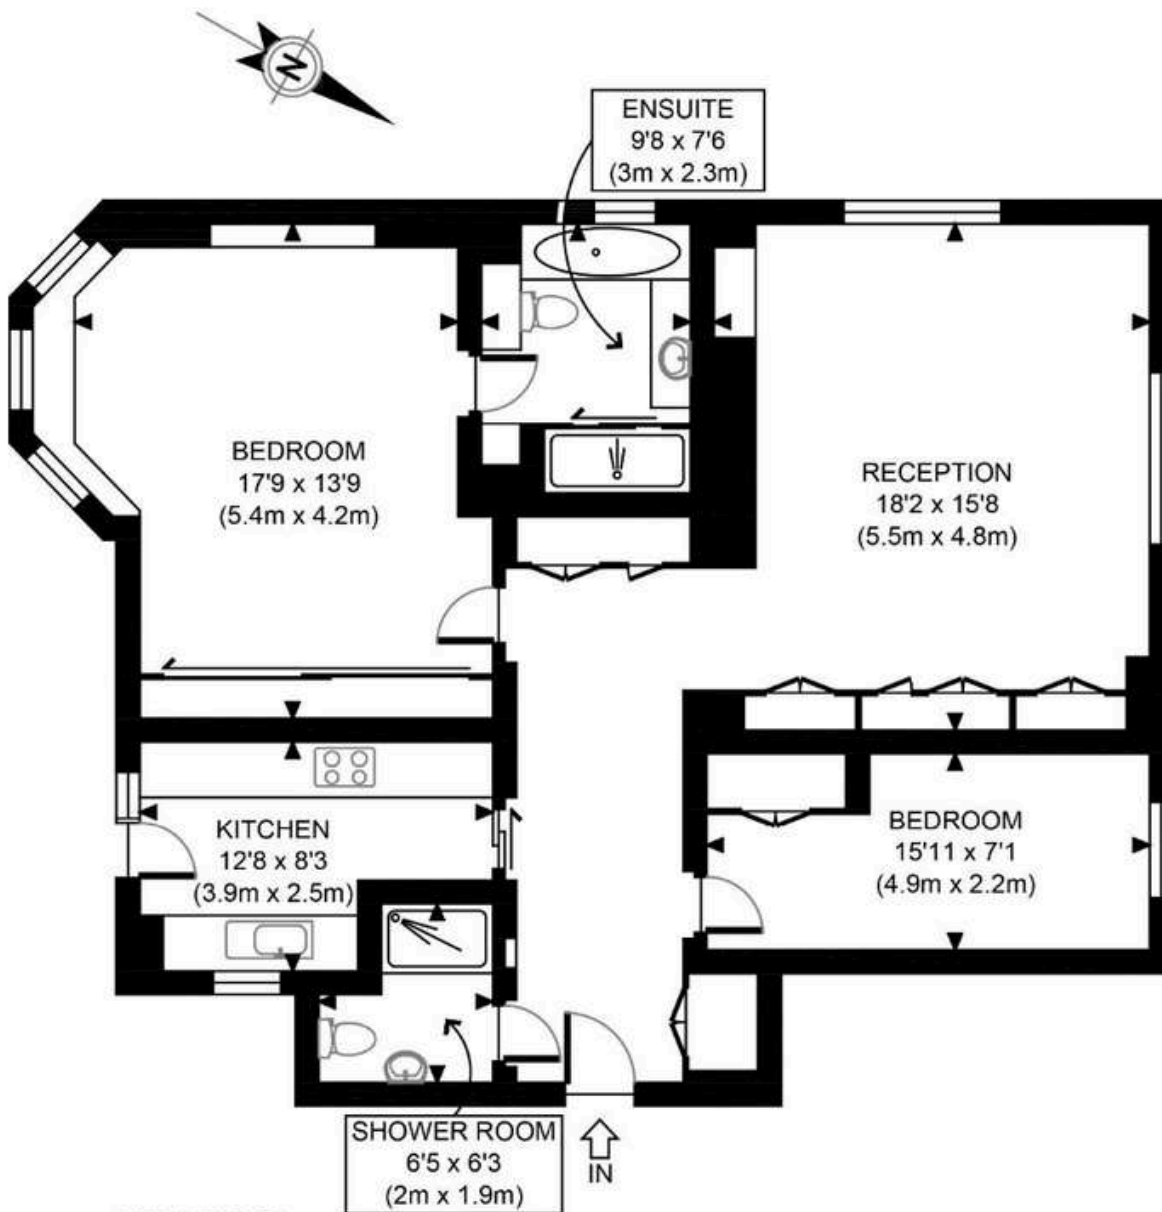 N
ENSUITE
9'8 x 7'6
(3m x 2.3m)
BEDROOM
17'9 x 13'9
(5.4m x 4.2m)
RECEPTION
18'2 x 15'8
(5.5m x 4.8m)
KITCHEN
12'8 x 8'3
(3.9m x 2.5m)
BEDROOM
15'11 x 7'1
(4.9m x 2.2m)
SHOWER ROOM
6'5 x 6'3
(2m x 1.9m)
IN